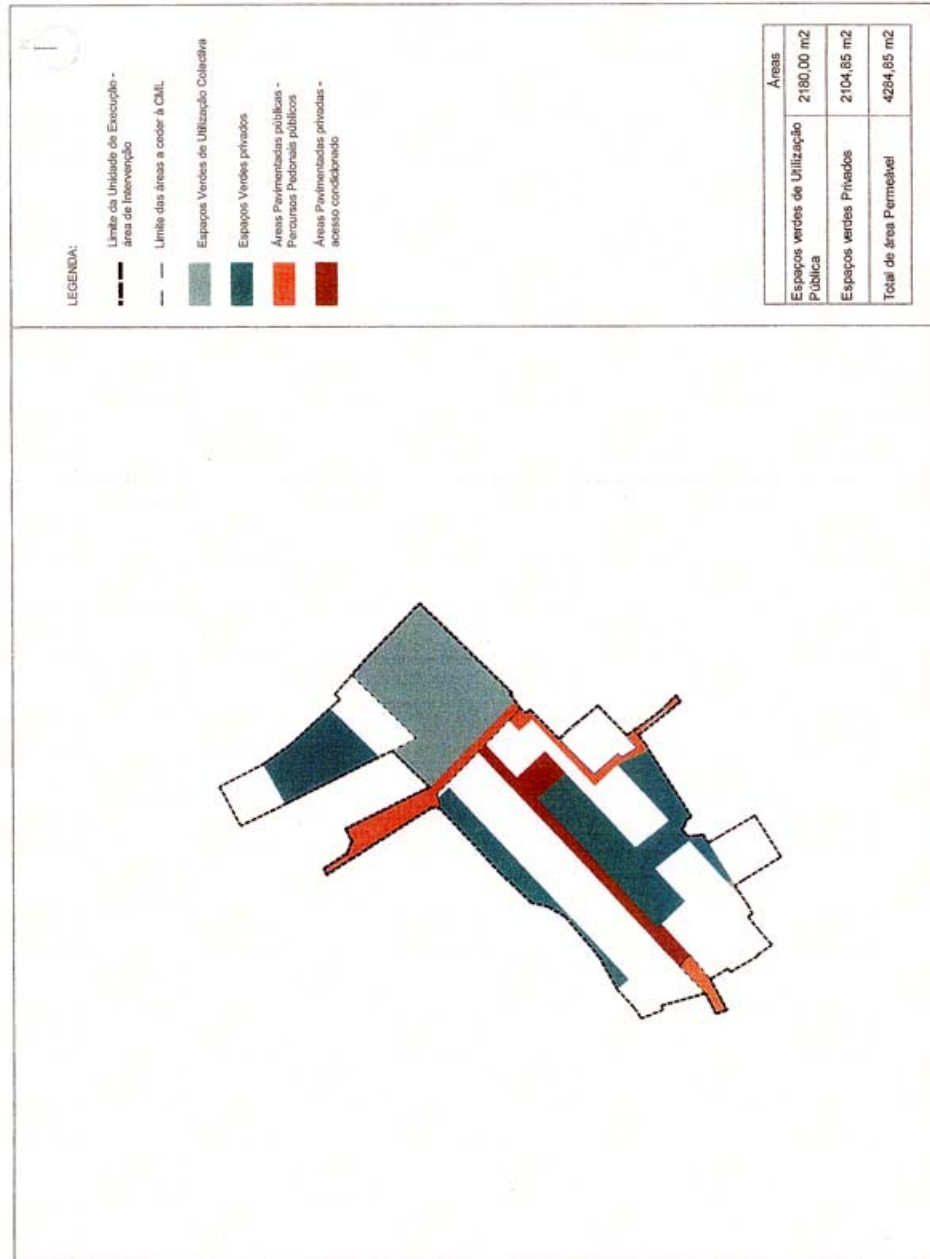 LEGENDA:
Limite da Unidade de Execução -
área de Intervenção
Limite das áreas a ceder à CML
Espaços Verdes de Utilização Colectiva
Espaços Verdes privados
Áreas Pavimentadas públicas -
Percursos Pedonais públicos
Áreas Pavimentadas privadas -
acesso condicionado
Áreas
Espaços verdes de Utilização
Pública
2180,00 m2
Espaços verdes Privados
2104,85 m2
Total de área Permeável
4284,85 m2